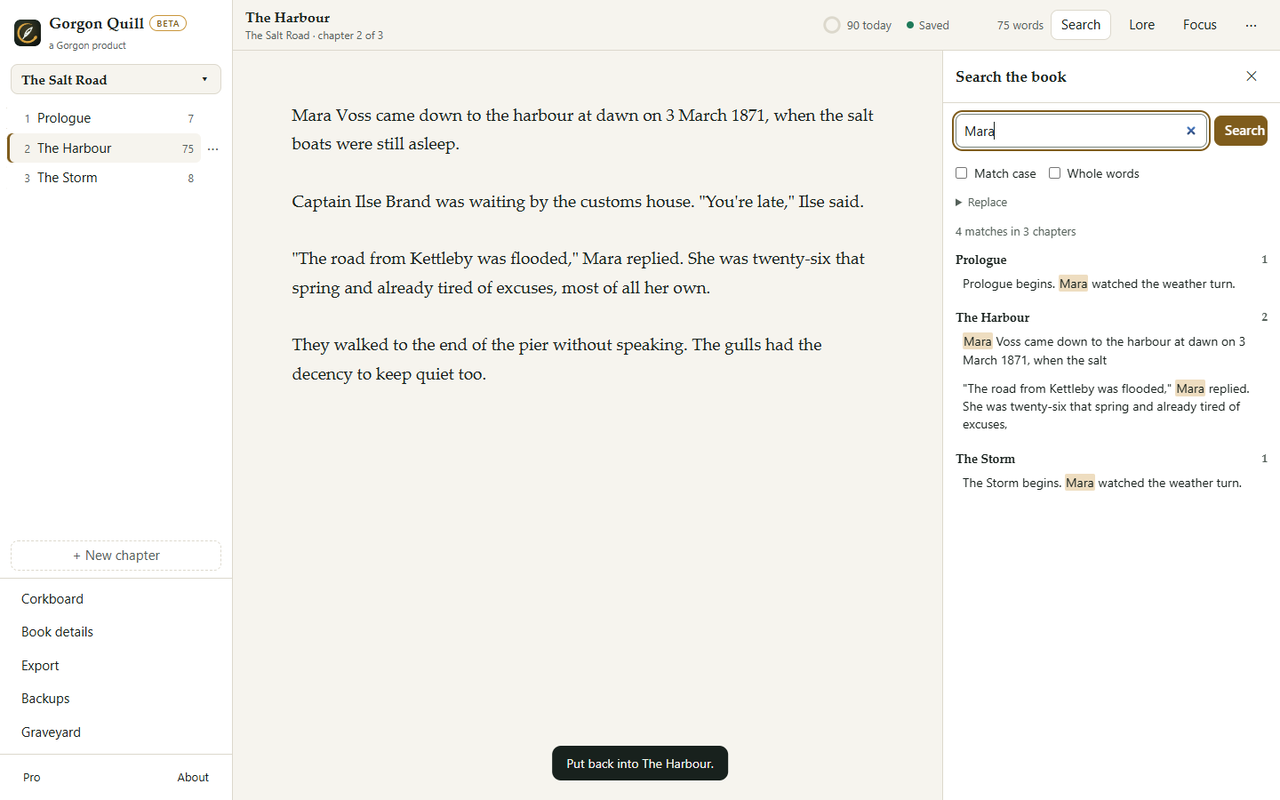 Gorgon Quill BETA
a Gorgon product
The Salt Road
1 Prologue 7
2 The Harbour 75 ···
3 The Storm 8
+ New chapter
Corkboard
Book details
Export
Backups
Graveyard
Pro About
The Harbour
The Salt Road · chapter 2 of 3
90 today Saved 75 words Search Lore Focus ···
Mara Voss came down to the harbour at dawn on 3 March 1871, when the salt
boats were still asleep.
Captain Ilse Brand was waiting by the customs house. "You're late," Ilse said.
"The road from Kettleby was flooded," Mara replied. She was twenty-six that
spring and already tired of excuses, most of all her own.
They walked to the end of the pier without speaking. The gulls had the
decency to keep quiet too.
Put back into The Harbour.
Search the book
Mara Search
Match case Whole words
Replace
4 matches in 3 chapters
Prologue 1
Prologue begins. Mara watched the weather turn.
The Harbour 2
Mara Voss came down to the harbour at dawn on 3
March 1871, when the salt
"The road from Kettleby was flooded," Mara replied.
She was twenty-six that spring and already tired of
excuses,
The Storm 1
The Storm begins. Mara watched the weather turn.